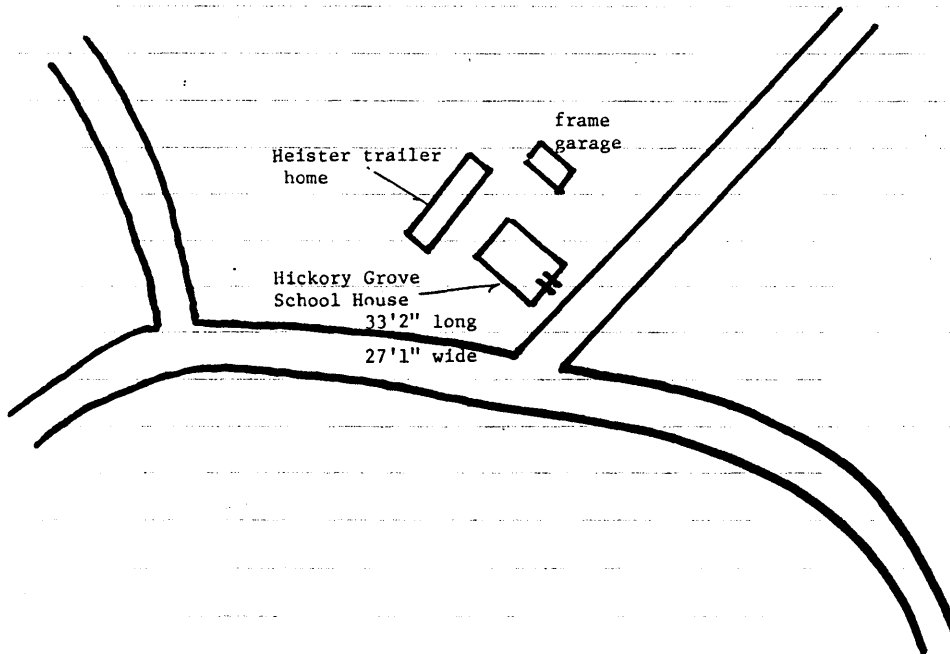 frame
garage
Heister trailer
home
Hickory Grove
School House
33'2" long
27'1" wide